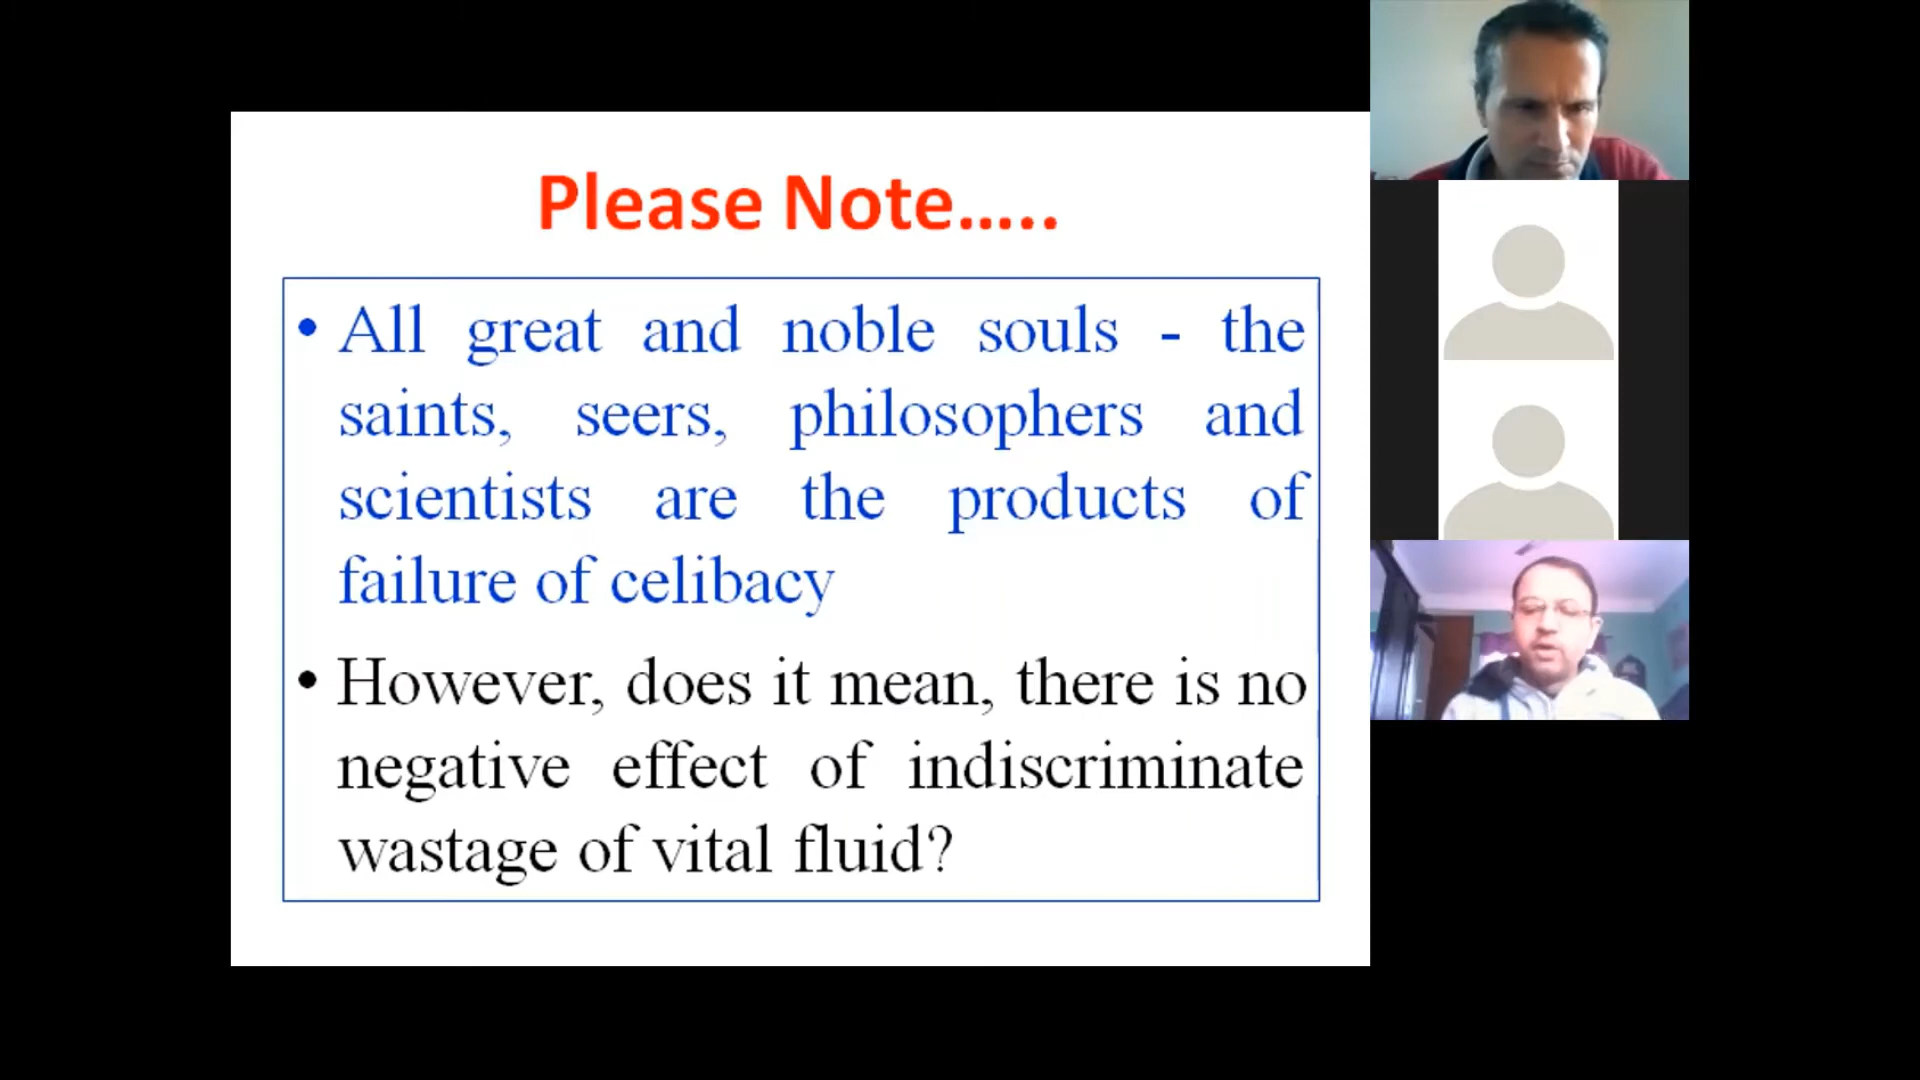 Please Note.....
• All great and noble souls - the
saints, seers, philosophers and
scientists are the products of
failure of celibacy
• However, does it mean, there is no
negative effect of indiscriminate
wastage of vital fluid?